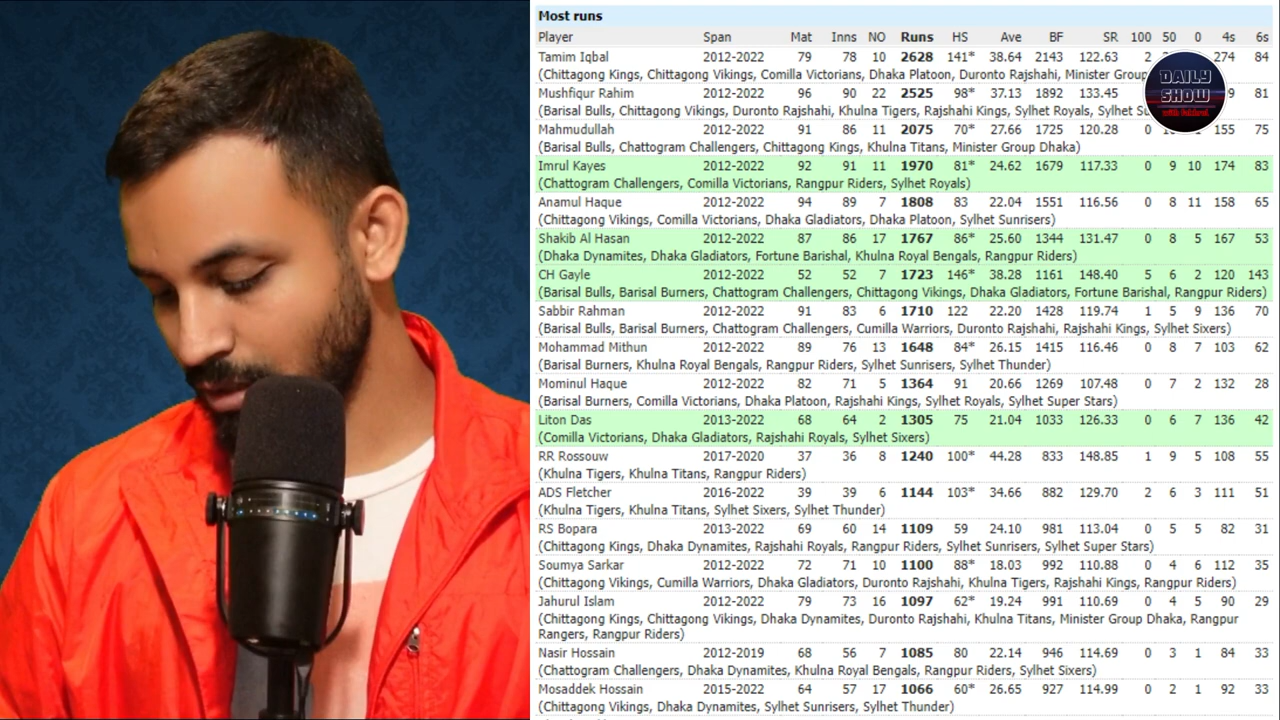 Most runs
Player Span Mat Inns NO Runs HS Ave BF SR 100 50 0 4s 6s
Tamim Iqbal 2012-2022 79 78 10 2628 141* 38.64 2143 122.63 2 274 84
(Chittagong Kings, Chittagong Vikings, Comilla Victorians, Dhaka Platoon, Duronto Rajshahi, Minister Group
Mushfiqur Rahim 2012-2022 96 90 22 2525 98* 37.13 1892 133.45 9 81
(Barisal Bulls, Chittagong Vikings, Duronto Rajshahi, Khulna Tigers, Rajshahi Kings, Sylhet Royals, Sylhet
Mahmudullah 2012-2022 91 86 11 2075 70* 27.66 1725 120.28 0 155 75
(Barisal Bulls, Chattogram Challengers, Chittagong Kings, Khulna Titans, Minister Group Dhaka)
Imrul Kayes 2012-2022 92 91 11 1970 81* 24.62 1679 117.33 0 9 10 174 83
(Chattogram Challengers, Comilla Victorians, Rangpur Riders, Sylhet Royals)
Anamul Haque 2012-2022 94 89 7 1808 83 22.04 1551 116.56 0 8 11 158 65
(Chittagong Vikings, Comilla Victorians, Dhaka Gladiators, Dhaka Platoon, Sylhet Sunrisers)
Shakib Al Hasan 2012-2022 87 86 17 1767 86* 25.60 1344 131.47 0 8 5 167 53
(Dhaka Dynamites, Dhaka Gladiators, Fortune Barishal, Khulna Royal Bengals, Rangpur Riders)
CH Gayle 2012-2022 52 52 7 1723 146* 38.28 1161 148.40 5 6 2 120 143
(Barisal Bulls, Barisal Burners, Chattogram Challengers, Chittagong Vikings, Dhaka Gladiators, Fortune Barishal, Rangpur Riders)
Sabbir Rahman 2012-2022 91 83 6 1710 122 22.20 1428 119.74 1 5 9 136 70
(Barisal Bulls, Barisal Burners, Chattogram Challengers, Cumilla Warriors, Duronto Rajshahi, Rajshahi Kings, Sylhet Sixers)
Mohammad Mithun 2012-2022 89 76 13 1648 84* 26.15 1415 116.46 0 8 7 103 62
(Barisal Burners, Khulna Royal Bengals, Rangpur Riders, Sylhet Sunrisers, Sylhet Thunder)
Mominul Haque 2012-2022 82 71 5 1364 91 20.66 1269 107.48 0 7 2 132 28
(Barisal Burners, Comilla Victorians, Dhaka Platoon, Rajshahi Kings, Sylhet Royals, Sylhet Super Stars)
Liton Das 2013-2022 68 64 2 1305 75 21.04 1033 126.33 0 6 7 136 42
(Comilla Victorians, Dhaka Gladiators, Rajshahi Royals, Sylhet Sixers)
RR Rossouw 2017-2020 37 36 8 1240 100* 44.28 833 148.85 1 9 5 108 55
(Khulna Tigers, Khulna Titans, Rangpur Riders)
ADS Fletcher 2016-2022 39 39 6 1144 103* 34.66 882 129.70 2 6 3 111 51
(Khulna Tigers, Khulna Titans, Sylhet Sixers, Sylhet Thunder)
RS Bopara 2013-2022 69 60 14 1109 59 24.10 981 113.04 0 5 5 82 31
(Chittagong Kings, Dhaka Dynamites, Rajshahi Royals, Rangpur Riders, Sylhet Sunrisers, Sylhet Super Stars)
Soumya Sarkar 2012-2022 72 71 10 1100 88* 18.03 992 110.88 0 4 6 112 35
(Chittagong Vikings, Cumilla Warriors, Dhaka Gladiators, Duronto Rajshahi, Khulna Tigers, Rajshahi Kings, Rangpur Riders)
Jahurul Islam 2012-2022 79 73 16 1097 62* 19.24 991 110.69 0 4 5 90 29
(Chittagong Kings, Chittagong Vikings, Dhaka Dynamites, Duronto Rajshahi, Khulna Titans, Minister Group Dhaka, Rangpur
Rangers, Rangpur Riders)
Nasir Hossain 2012-2019 68 56 7 1085 80 22.14 946 114.69 0 3 1 84 33
(Chattogram Challengers, Dhaka Dynamites, Khulna Royal Bengals, Rangpur Riders, Sylhet Sixers)
Mosaddek Hossain 2015-2022 64 57 17 1066 60* 26.65 927 114.99 0 2 1 92 33
(Chittagong Vikings, Dhaka Dynamites, Sylhet Sunrisers, Sylhet Thunder)
DAILY
SHOW